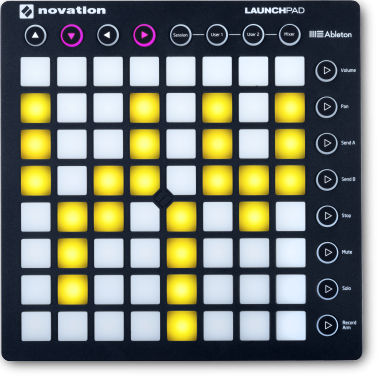 novation LAUNCHPAD
Session User 1 User 2 Mixer Ableton
Volume
Pan
Send A
Send B
Stop
Mute
Solo
Record
Arm